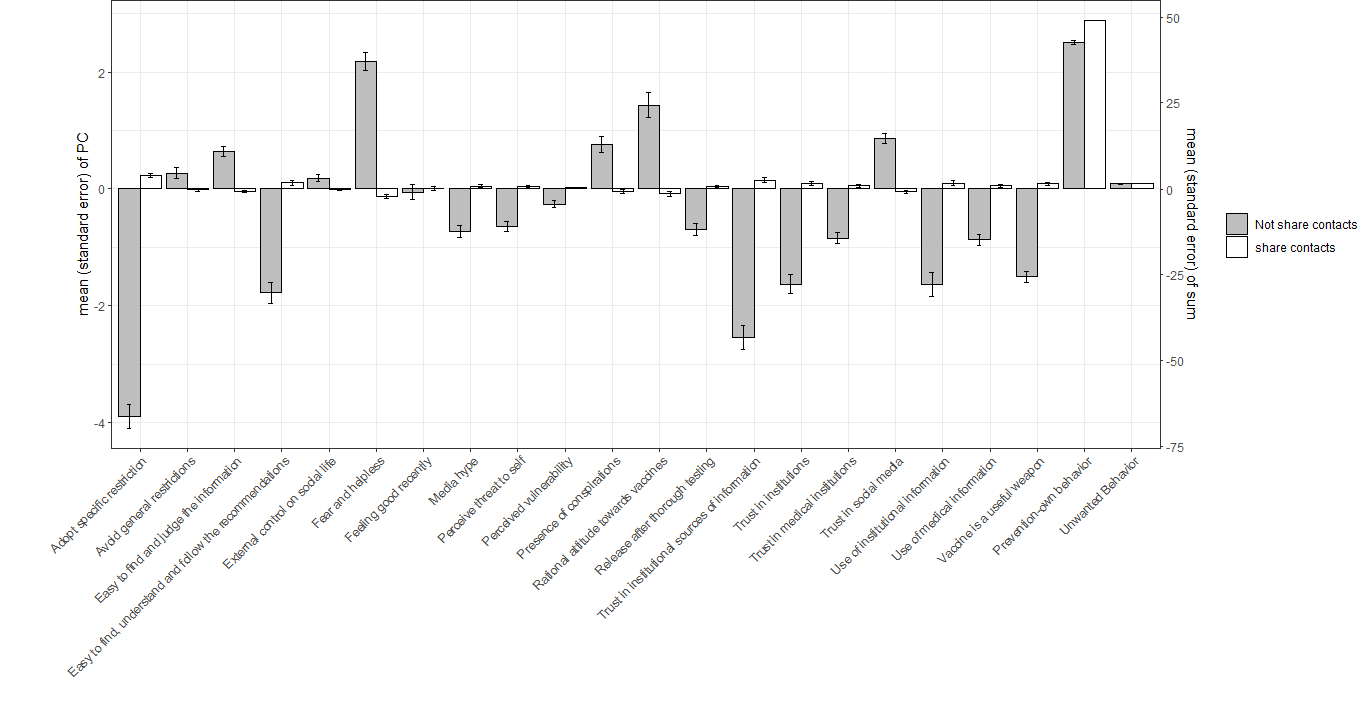 mean (standard error) of PC
2
0
-2
-4
50
25
0
-25
-50
-75
mean (standard error) of sum
Not share contacts
share contacts
Adopt specific restriction
Avoid general restrictions
Easy to find and judge the information
Easy to find, understand and follow the recommendations
External control on social life
Fear and helpless
Feeling good recently
Media hype
Perceive threat to self
Perceived vulnerability
Presence of conspirations
Rational attitude towards vaccines
Release after thorough testing
Trust in institutional sources of information
Trust in institutions
Trust in medical institutions
Trust in social media
Use of institutional information
Use of medical information
Vaccine is a useful weapon
Prevention-own behavior
Unwanted Behavior